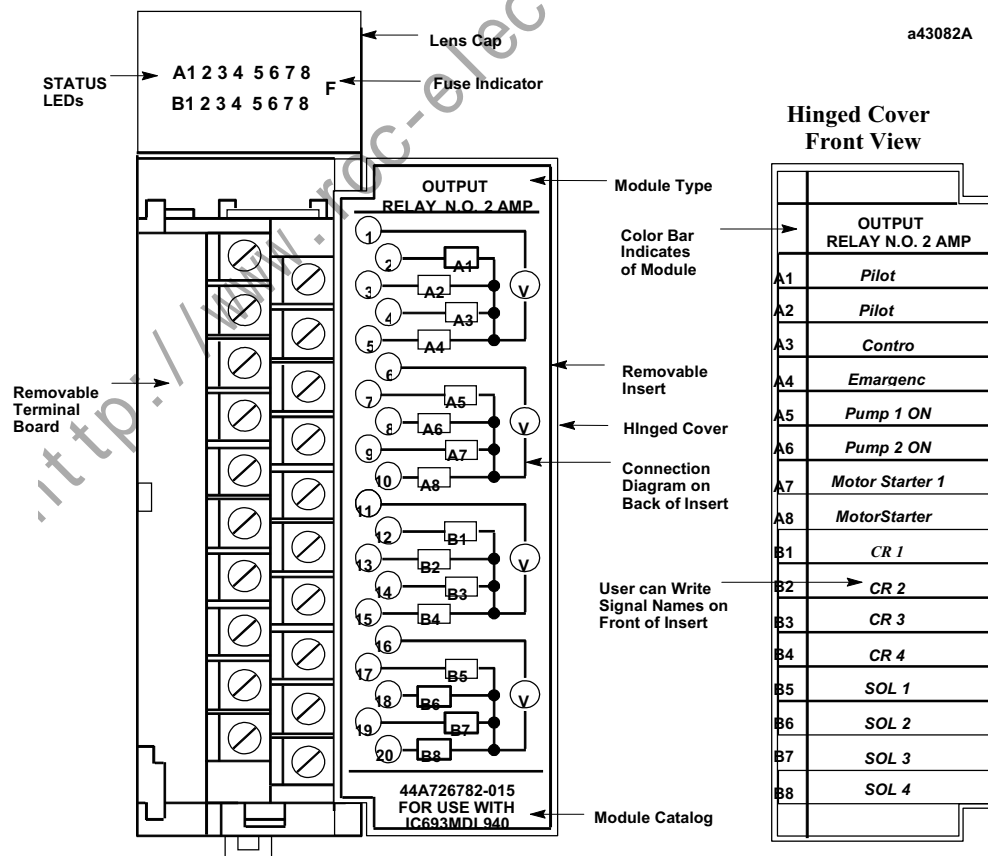 a43082A
Lens Cap
STATUS
LEDs
A1 2 3 4 5 6 7 8
B1 2 3 4 5 6 7 8
F
Fuse Indicator
Hinged Cover
Front View
OUTPUT
RELAY N.O. 2 AMP
Module Type
1
2
A1
3
A2
V
4
A3
5
A4
6
7
A5
8
A6
V
9
A7
10
A8
11
12
B1
13
B2
V
14
B3
15
B4
16
17
B5
18
B6
V
19
B7
20
B8
44A726782-015
FOR USE WITH
IC693MDL940
Removable
Terminal
Board
Color Bar
Indicates
of Module
Removable
Insert
HInged Cover
Connection
Diagram on
Back of Insert
User can Write
Signal Names on
Front of Insert
Module Catalog
OUTPUT
RELAY N.O. 2 AMP
A1 Pilot
A2 Pilot
A3 Contro
A4 Emargenc
A5 Pump 1 ON
A6 Pump 2 ON
A7 Motor Starter 1
A8 MotorStarter
B1 CR 1
B2 CR 2
B3 CR 3
B4 CR 4
B5 SOL 1
B6 SOL 2
B7 SOL 3
B8 SOL 4
http://www.roc-elec